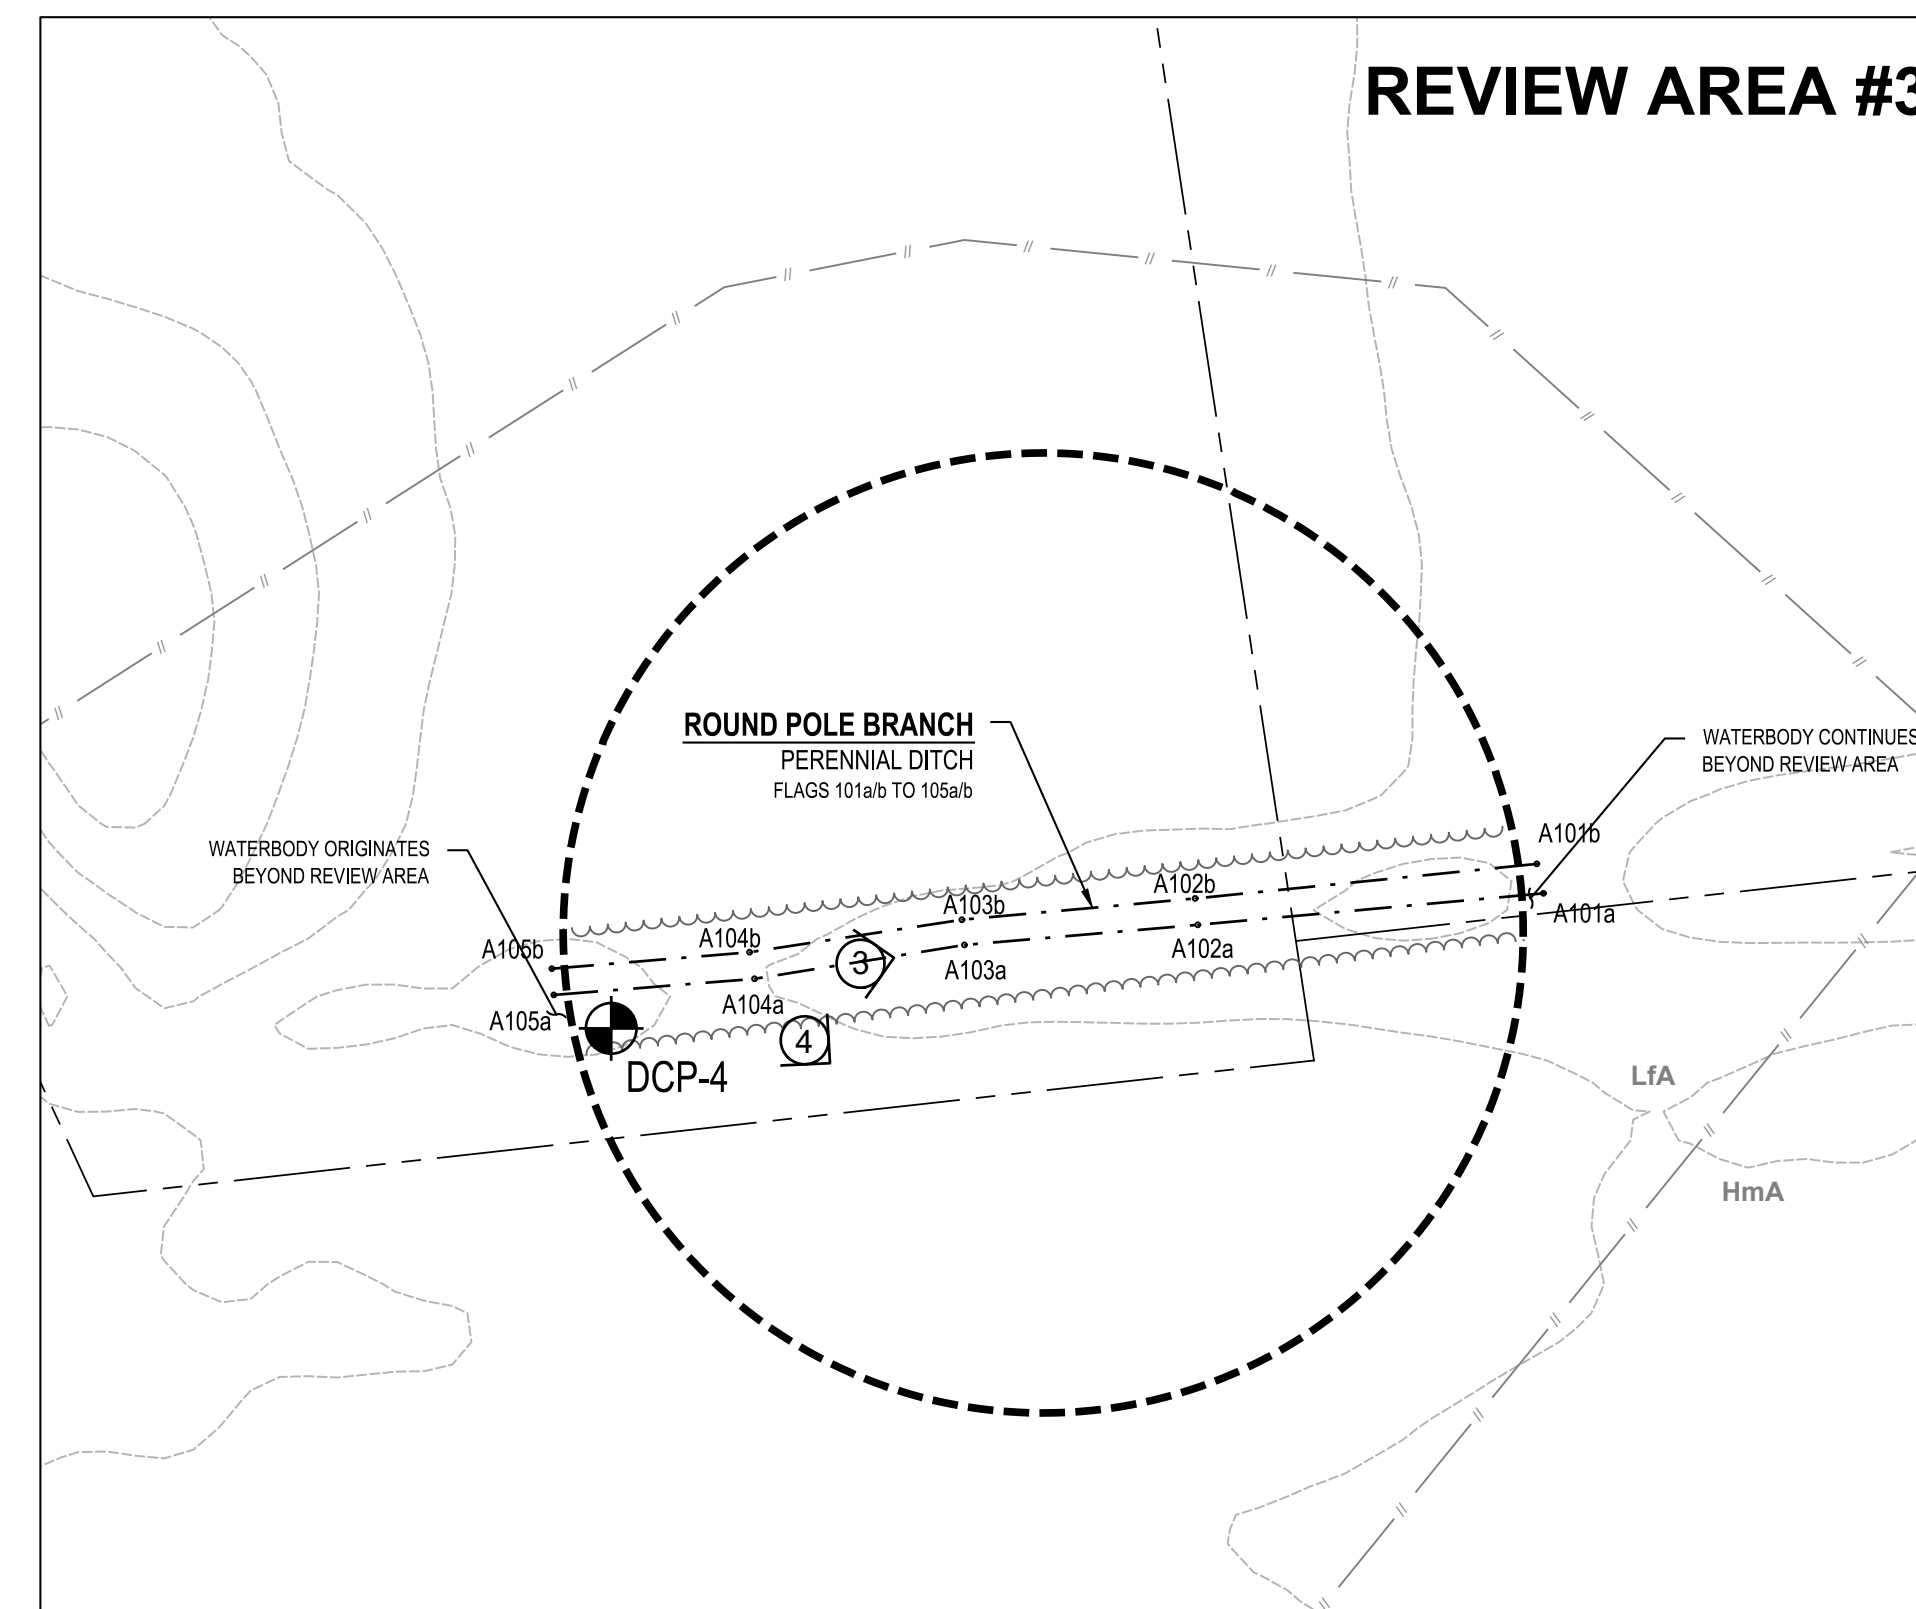 REVIEW AREA #3
ROUND POLE BRANCH
PERENNIAL DITCH
FLAGS 101a/b TO 105a/b
WATERBODY CONTINUES
BEYOND REVIEW AREA
WATERBODY ORIGINATES
BEYOND REVIEW AREA
A101b
A102b
A103b
A101a
A104b
A105b
A102a
3
A103a
A104a
A105a
4
DCP-4
LfA
HmA